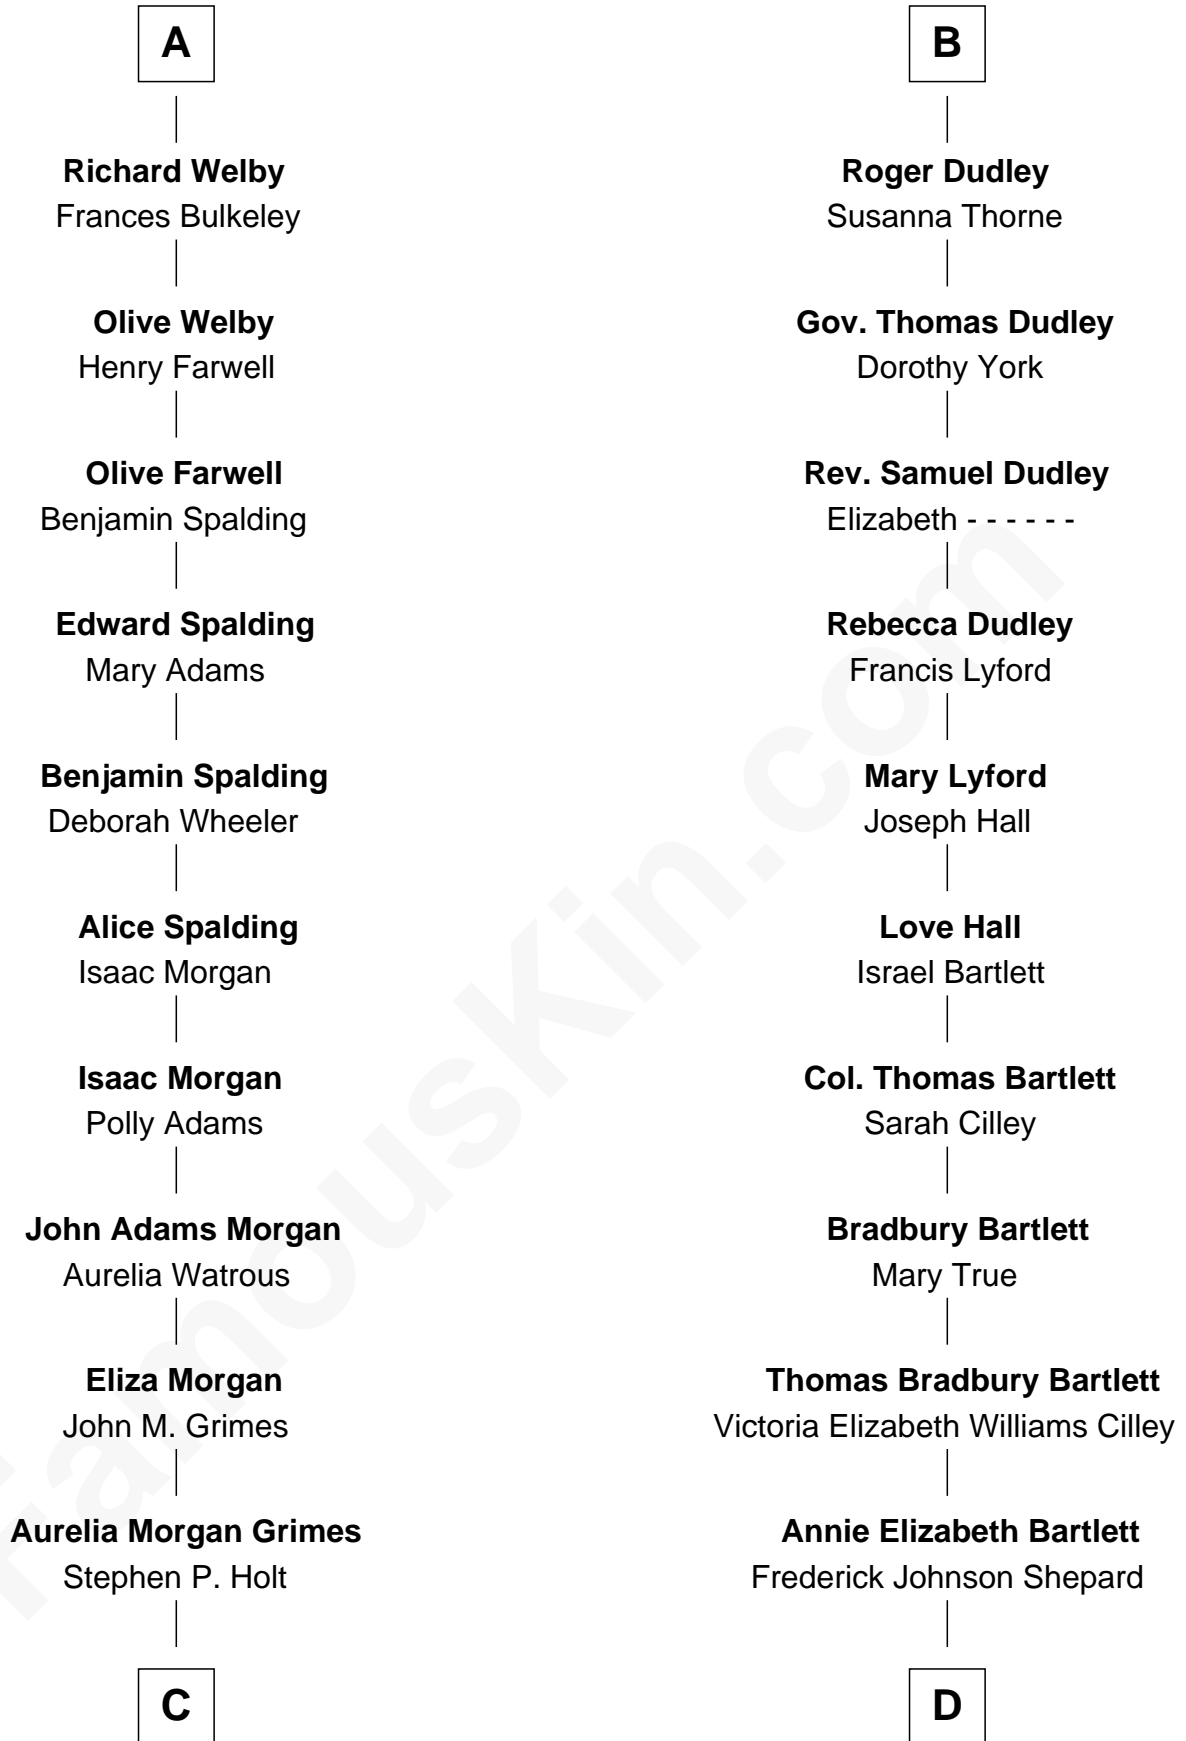 A
Richard Welby
Frances Bulkeley
Olive Welby
Henry Farwell
Olive Farwell
Benjamin Spalding
Edward Spalding
Mary Adams
Benjamin Spalding
Deborah Wheeler
Alice Spalding
Isaac Morgan
Isaac Morgan
Polly Adams
John Adams Morgan
Aurelia Watrous
Eliza Morgan
John M. Grimes
Aurelia Morgan Grimes
Stephen P. Holt
C
B
Roger Dudley
Susanna Thorne
Gov. Thomas Dudley
Dorothy York
Rev. Samuel Dudley
Elizabeth - - - - - -
Rebecca Dudley
Francis Lyford
Mary Lyford
Joseph Hall
Love Hall
Israel Bartlett
Col. Thomas Bartlett
Sarah Cilley
Bradbury Bartlett
Mary True
Thomas Bradbury Bartlett
Victoria Elizabeth Williams Cilley
Annie Elizabeth Bartlett
Frederick Johnson Shepard
D
FamousKin.com